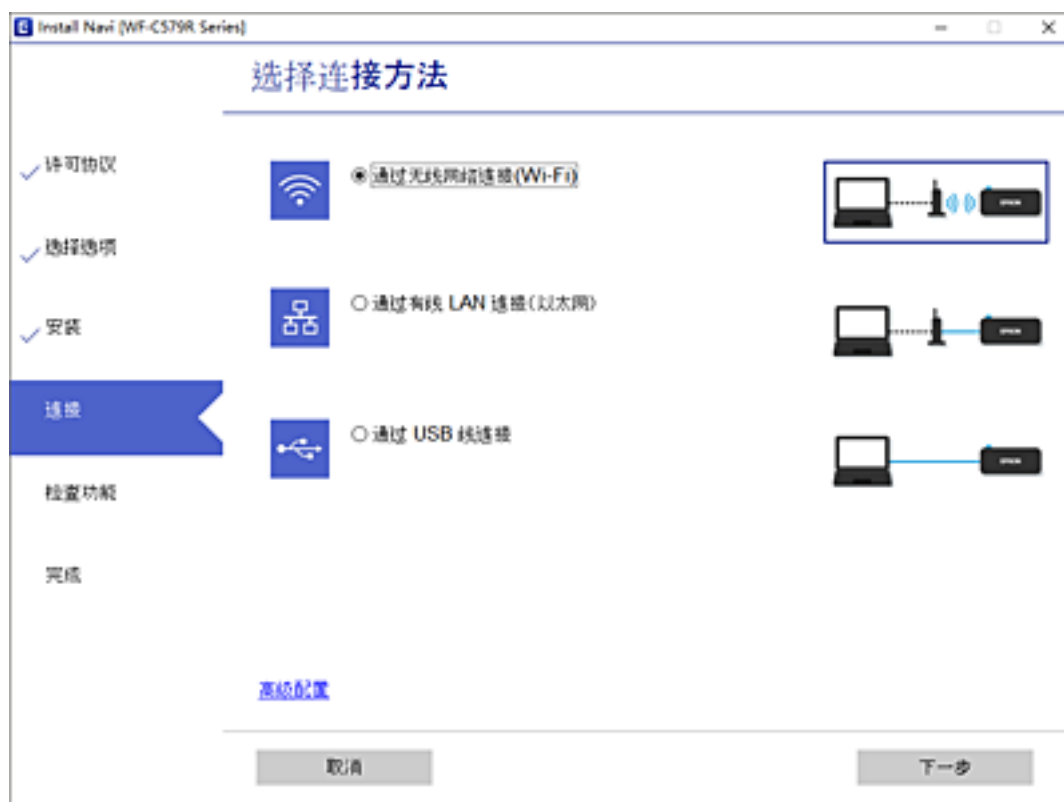 Install Navi (WF-C579R Series)
选择连接方法
许可协议
选择选项
安装
连接
检查功能
完成
通过无线网络连接(Wi-Fi)
通过有线 LAN 连接(以太网)
通过 USB 线连接
EPSON
EPSON
EPSON
高级配置
取消
下一步